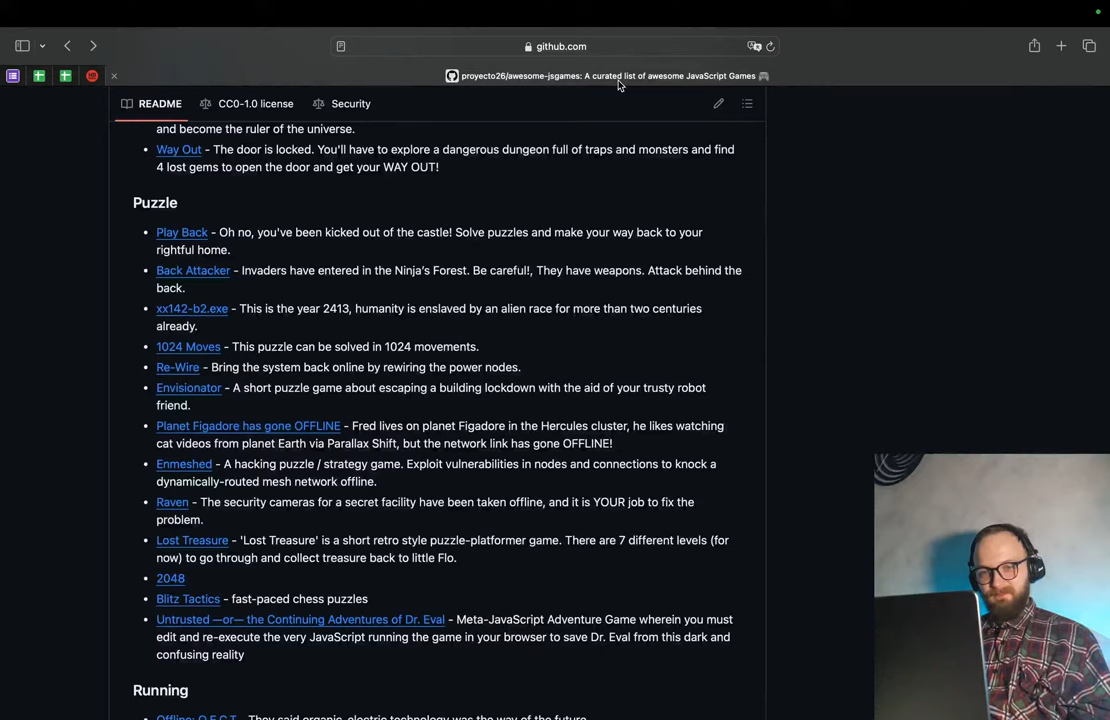 github.com
proyecto26/awesome-jsgames: A curated list of awesome JavaScript Games 🎮
README
CC0-1.0 license
Security
and become the ruler of the universe.
Way Out - The door is locked. You'll have to explore a dangerous dungeon full of traps and monsters and find
4 lost gems to open the door and get your WAY OUT!
Puzzle
• Play Back - Oh no, you've been kicked out of the castle! Solve puzzles and make your way back to your
rightful home.
• Back Attacker - Invaders have entered in the Ninja's Forest. Be careful!, They have weapons. Attack behind the
back.
• xx142-b2.exe - This is the year 2413, humanity is enslaved by an alien race for more than two centuries
already.
• 1024 Moves - This puzzle can be solved in 1024 movements.
• Re-Wire - Bring the system back online by rewiring the power nodes.
• Envisionator - A short puzzle game about escaping a building lockdown with the aid of your trusty robot
friend.
• Planet Figadore has gone OFFLINE - Fred lives on planet Figadore in the Hercules cluster, he likes watching
cat videos from planet Earth via Parallax Shift, but the network link has gone OFFLINE!
• Enmeshed - A hacking puzzle / strategy game. Exploit vulnerabilities in nodes and connections to knock a
dynamically-routed mesh network offline.
• Raven - The security cameras for a secret facility have been taken offline, and it is YOUR job to fix the
problem.
• Lost Treasure - 'Lost Treasure' is a short retro style puzzle-platformer game. There are 7 different levels (for
now) to go through and collect treasure back to little Flo.
• 2048
• Blitz Tactics - fast-paced chess puzzles
• Untrusted —or— the Continuing Adventures of Dr. Eval - Meta-JavaScript Adventure Game wherein you must
edit and re-execute the very JavaScript running the game in your browser to save Dr. Eval from this dark and
confusing reality
Running
• Offline: O.E.C.T. - They said organic, electric technology was the way of the future